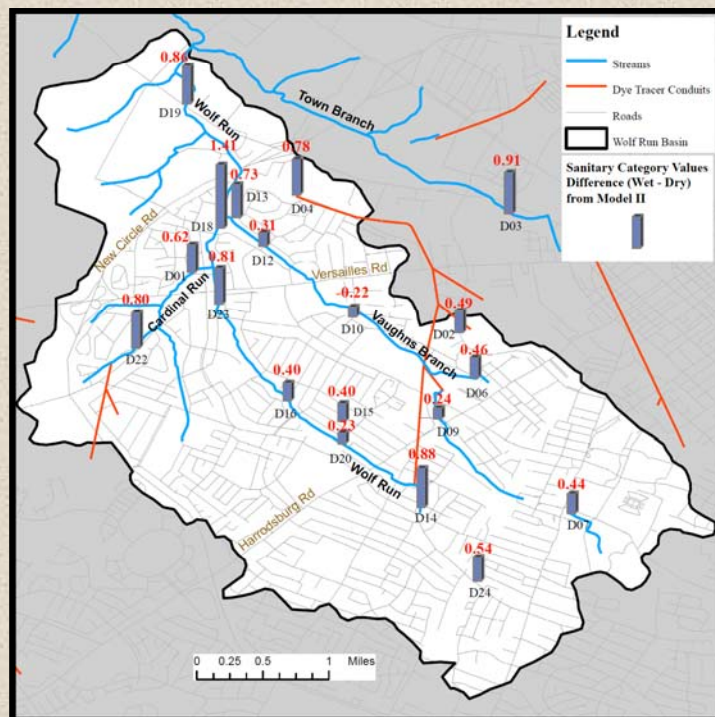 Legend
Streams
Dye Tracer Conduits
Roads
Wolf Run Basin
Sanitary Category Values
Difference (Wet - Dry)
from Model II
0.86
D19
Wolf Run
Town Branch
1.41
D18
0.73
D13
0.78
D04
0.91
D03
New Circle Rd
0.31
D12
0.62
D01
0.81
D23
Versailles Rd
Cardinal Run
0.80
D22
-0.22
D10
Vaughns Branch
0.49
D02
0.46
D06
0.40
D16
0.40
D15
0.24
D09
0.23
D20
Wolf Run
0.88
D14
Harrodsburg Rd
0.44
D07
0.54
D24
0 0.25 0.5 1 Miles